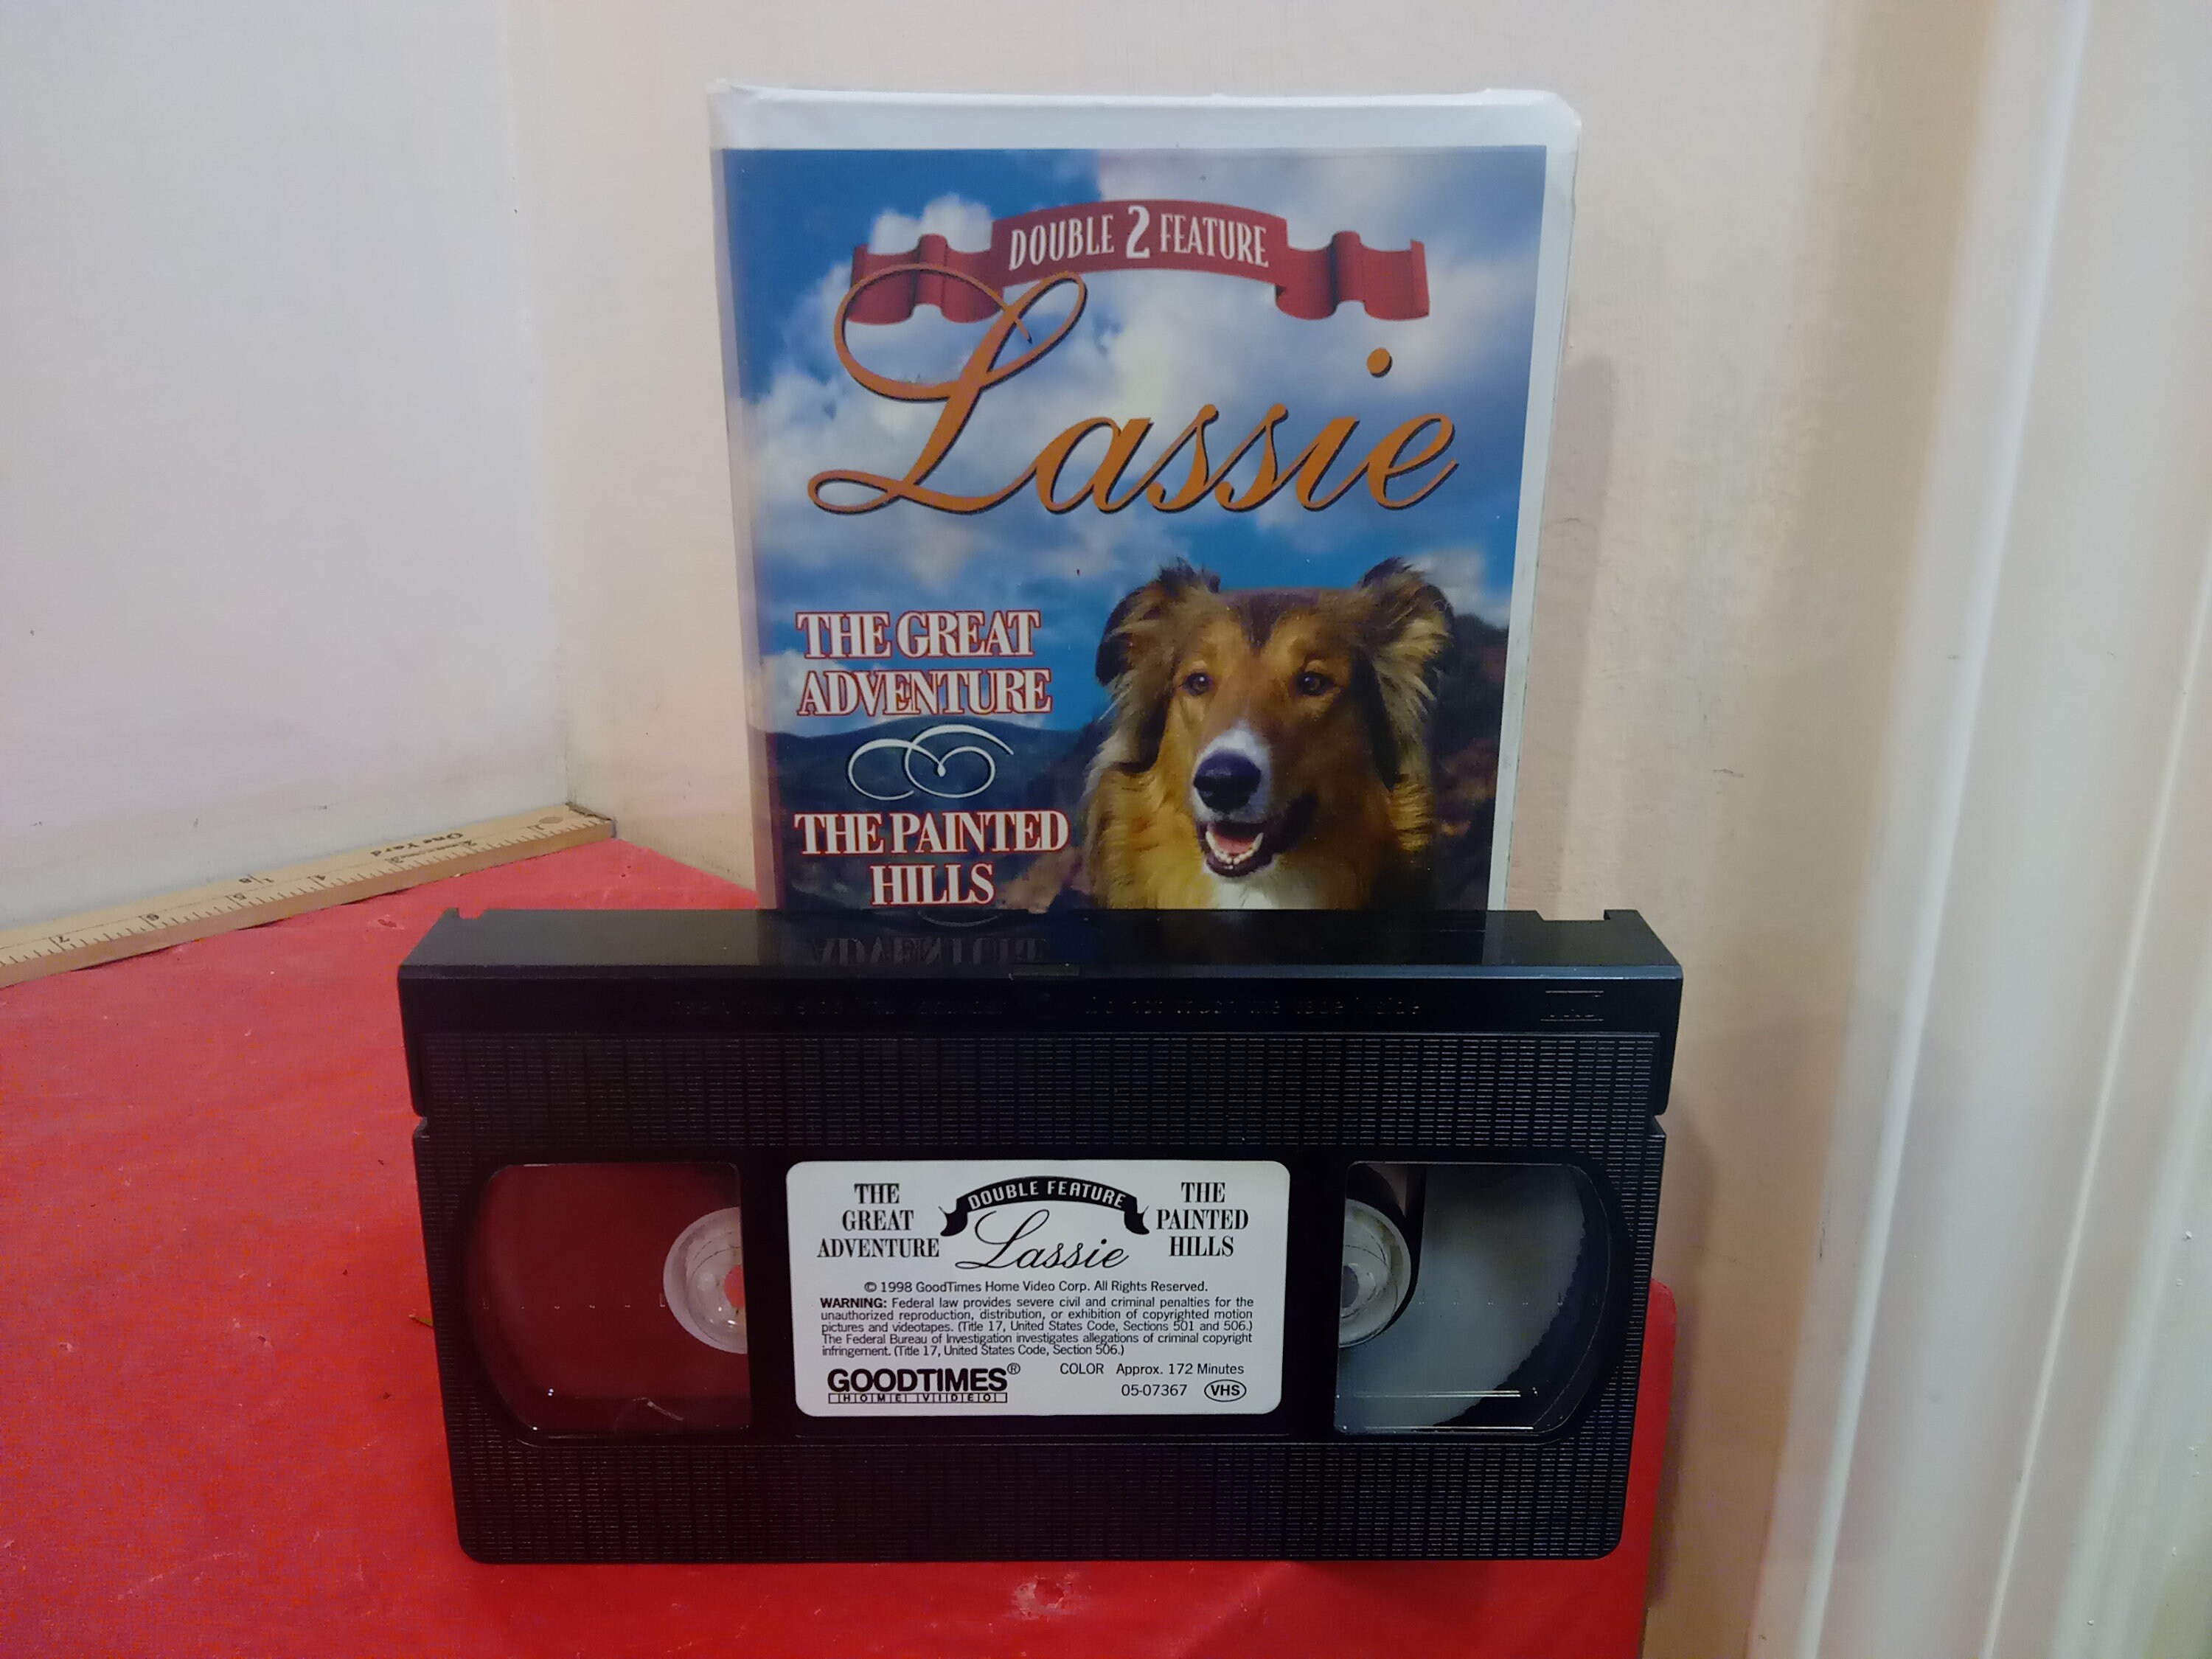 DOUBLE 2 FEATURE
Lassie
THE GREAT
ADVENTURE
THE PAINTED
HILLS
One Yard
THE
GREAT
ADVENTURE
DOUBLE FEATURE
Lassie
THE
PAINTED
HILLS
© 1998 GoodTimes Home Video Corp. All Rights Reserved.
WARNING: Federal law provides severe civil and criminal penalties for the
unauthorized reproduction, distribution, or exhibition of copyrighted motion
pictures and videotapes. (Title 17, United States Code, Sections 501 and 506.)
The Federal Bureau of Investigation investigates allegations of criminal copyright
infringement. (Title 17, United States Code, Section 506.)
GOODTIMES®
HOME VIDEO
COLOR Approx. 172 Minutes
05-07367 VHS